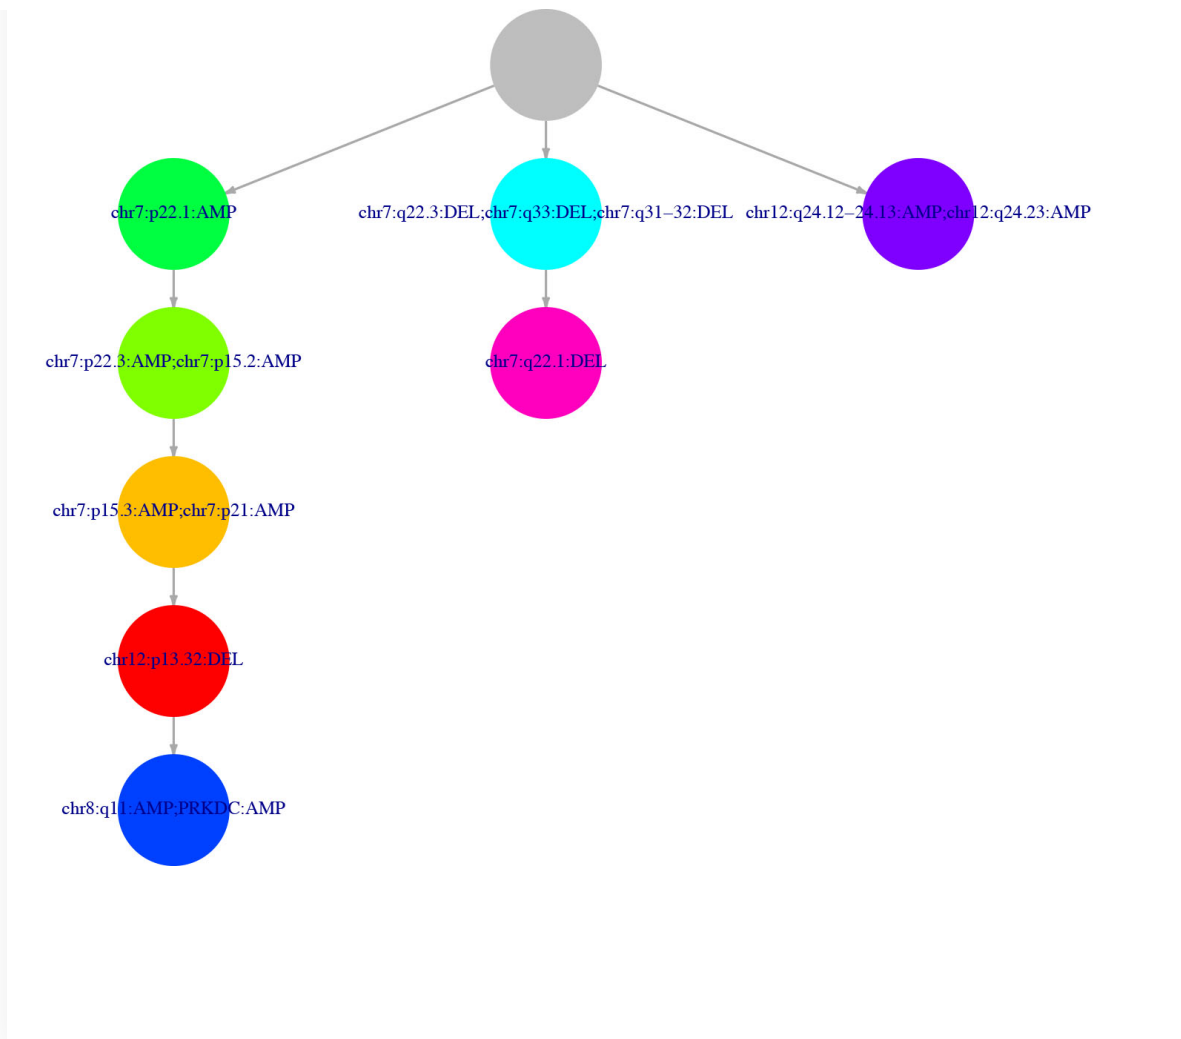 chr7:p22.1:AMP
chr7:q22.3:DEL;chr7:q33:DEL;chr7:q31–32:DEL
chr12:q24.12–24.13:AMP;chr12:q24.23:AMP
chr7:p22.3:AMP;chr7:p15.2:AMP
chr7:q22.1:DEL
chr7:p15.3:AMP;chr7:p21:AMP
chr12:p13.32:DEL
chr8:q11:AMP;PRKDC:AMP